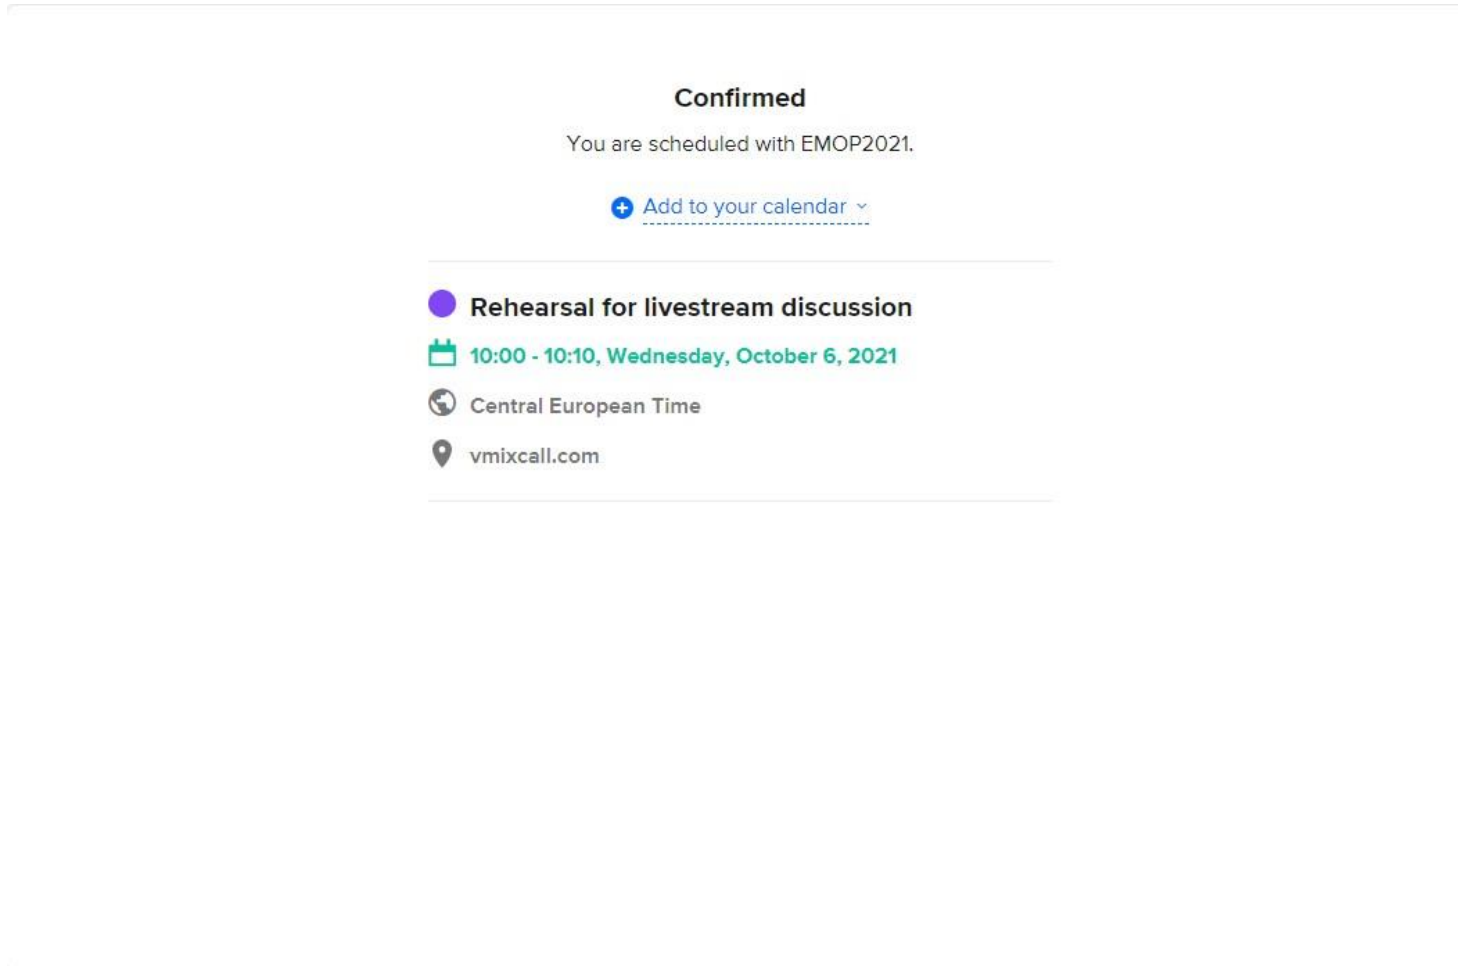 Confirmed
You are scheduled with EMOP2021.
Add to your calendar
Rehearsal for livestream discussion
10:00 - 10:10, Wednesday, October 6, 2021
Central European Time
vmixcall.com